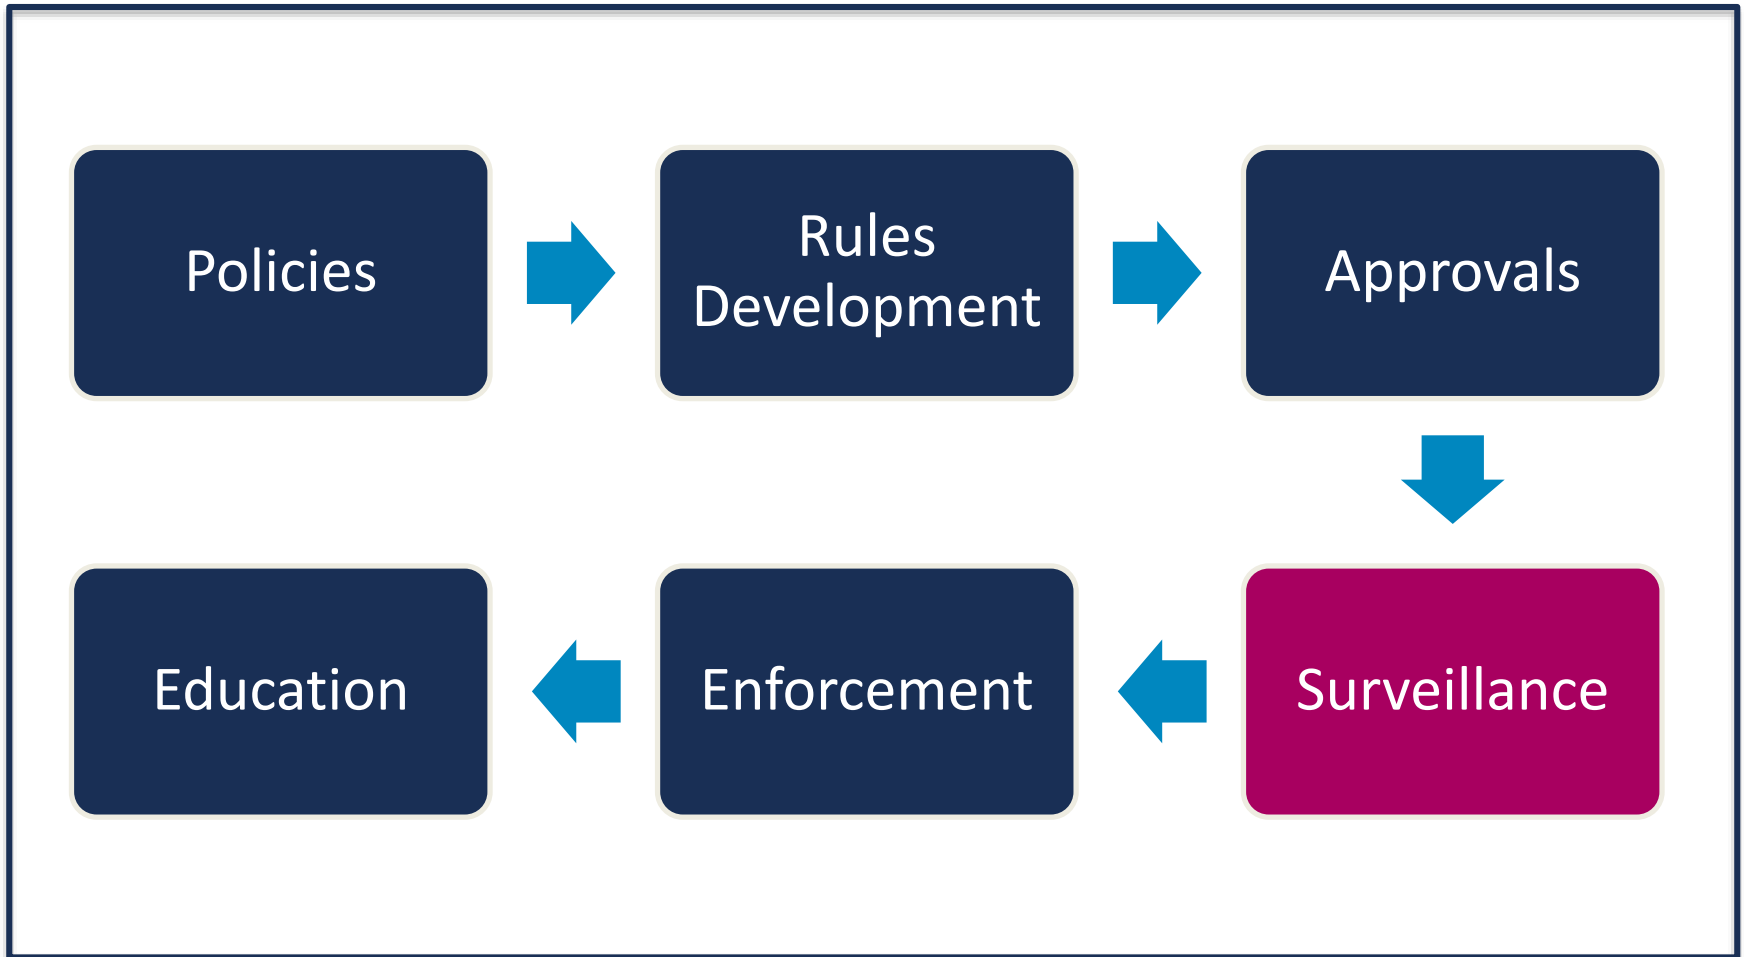 Policies
Rules
Development
Approvals
Surveillance
Enforcement
Education